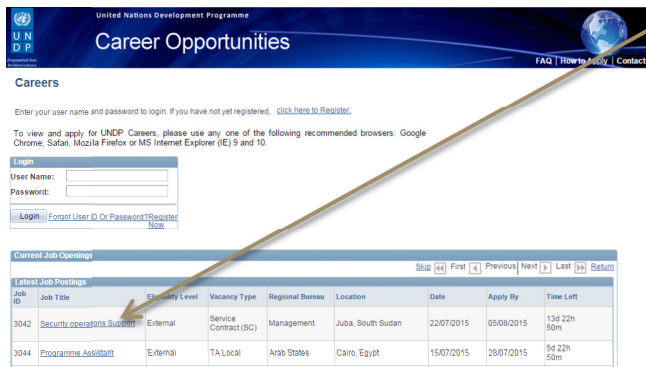 United Nations Development Programme
U N
D P
Empowered lives.
Resilient nations.
Career Opportunities
FAQ | How to Apply | Contact
Careers
Enter your user name and password to login. If you have not yet registered, click here to Register.
To view and apply for UNDP Careers, please use any one of the following recommended browsers: Google
Chrome, Safari, Mozilla Firefox or MS Internet Explorer (IE) 9 and 10.
Login
User Name:
Password:
Login Forgot User ID Or Password? Register
Now
Current Job Openings
Skip First Previous Next Last Return
Latest Job Postings
Job ID Job Title Eligibility Level Vacancy Type Regional Bureau Location Date Apply By Time Left
3042 Security operations Support External Service Contract (SC) Management Juba, South Sudan 22/07/2015 05/08/2015 13d 22h 50m
3044 Programme Assistant External TA Local Arab States Cairo, Egypt 15/07/2015 28/07/2015 5d 22h 50m